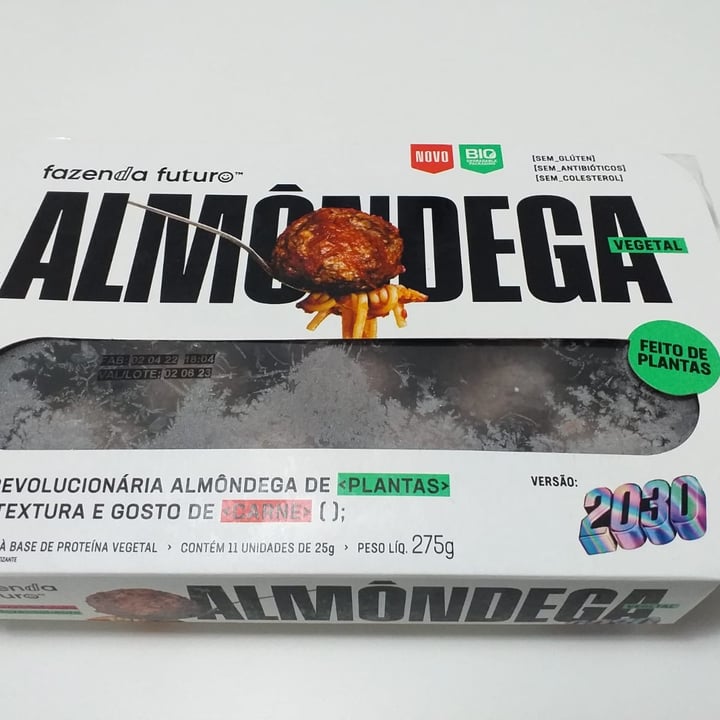 fazenda futuro™
NOVO
BIO
[SEM_GLÚTEN]
[SEM_ANTIBIÓTICOS]
[SEM_COLESTEROL]
ALMÔNDEGA
VEGETAL
FEITO DE
PLANTAS
FAB: 02 04 22 18:04
VAL/LOTE: 02 06 23
REVOLUCIONÁRIA ALMÔNDEGA DE <PLANTAS>
TEXTURA E GOSTO DE <CARNE> ( );
VERSÃO:
2030
À BASE DE PROTEÍNA VEGETAL > CONTÉM 11 UNIDADES DE 25g > PESO LÍQ. 275g
ALMÔNDEGA